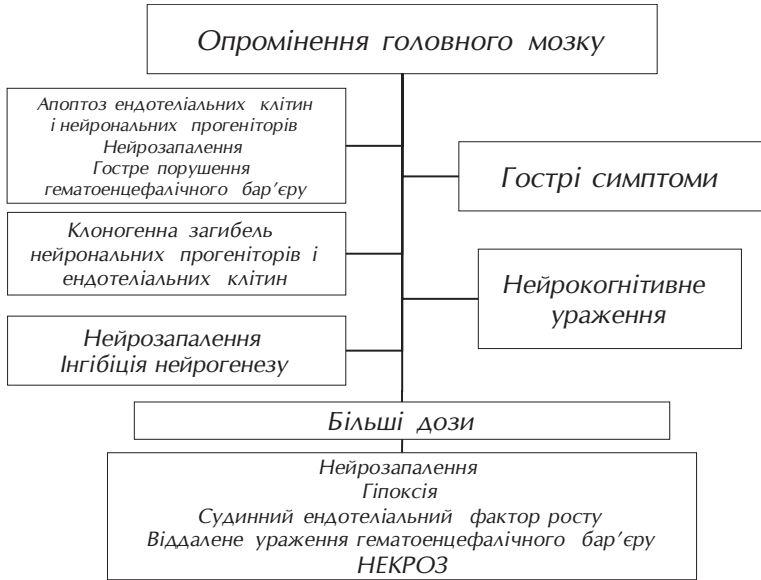 Опромінення головного мозку
Апоптоз ендотеліальних клітин
і нейрональних прогеніторів
Нейрозапалення
Гостре порушення
гематоенцефалічного бар’єру
Гострі симптоми
Клоногенна загибель
нейрональних прогеніторів і
ендотеліальних клітин
Нейрокогнітивне
ураження
Нейрозапалення
Інгібіція нейрогенезу
Більші дози
Нейрозапалення
Гіпоксія
Судинний ендотеліальний фактор росту
Віддалене ураження гематоенцефалічного бар’єру
НЕКРОЗ